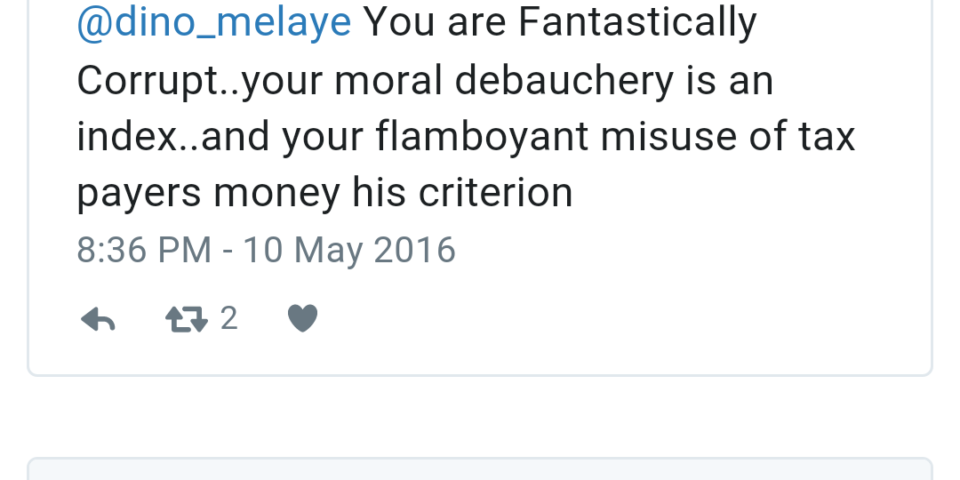 @dino_melaye You are Fantastically
Corrupt..your moral debauchery is an
index..and your flamboyant misuse of tax
payers money his criterion
8:36 PM - 10 May 2016
2